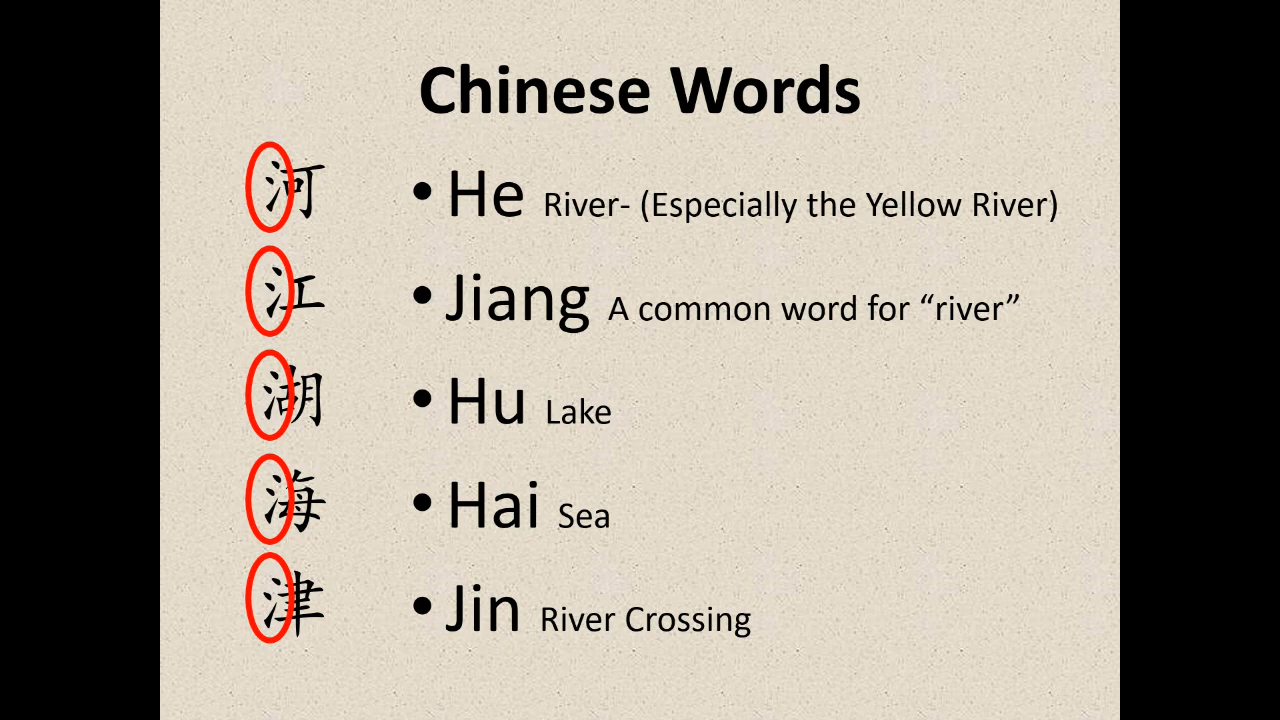 Chinese Words
河 • He River- (Especially the Yellow River)
江 • Jiang A common word for “river”
湖 • Hu Lake
海 • Hai Sea
津 • Jin River Crossing